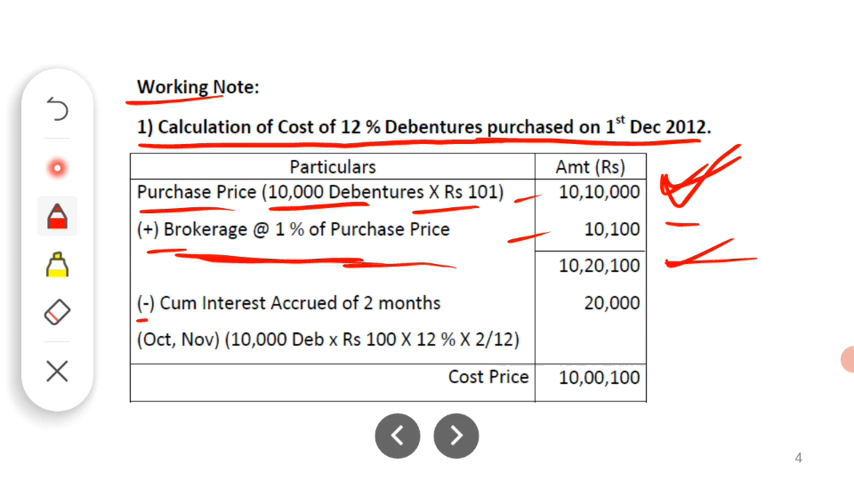 Working Note:
1) Calculation of Cost of 12 % Debentures purchased on 1st Dec 2012.
Particulars Amt (Rs)
Purchase Price (10,000 Debentures X Rs 101) 10,10,000
(+) Brokerage @ 1 % of Purchase Price 10,100
10,20,100
(-) Cum Interest Accrued of 2 months 20,000
(Oct, Nov) (10,000 Deb x Rs 100 X 12 % X 2/12)
Cost Price 10,00,100
4